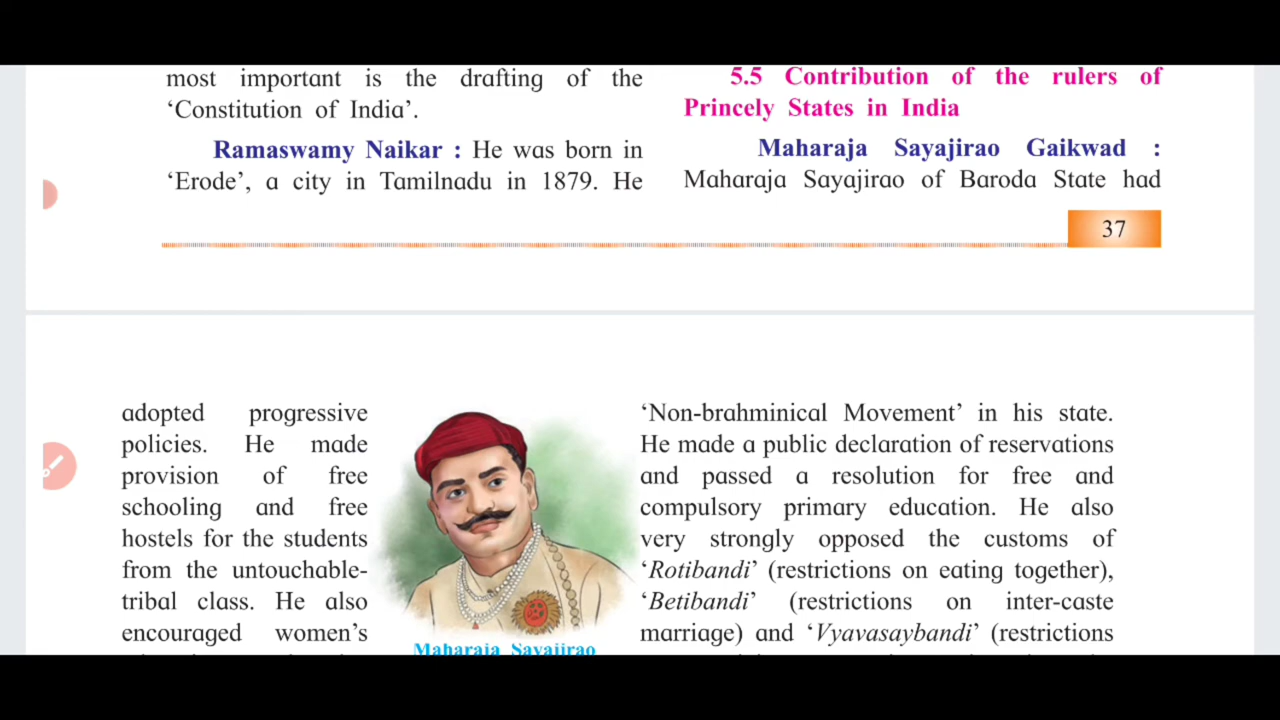 most important is the drafting of the
‘Constitution of India’.
Ramaswamy Naikar : He was born in
‘Erode’, a city in Tamilnadu in 1879. He
5.5 Contribution of the rulers of
Princely States in India
Maharaja Sayajirao Gaikwad :
Maharaja Sayajirao of Baroda State had
37
adopted progressive
policies. He made
provision of free
schooling and free
hostels for the students
from the untouchable-
tribal class. He also
encouraged women’s
Maharaja Sayajirao
‘Non-brahminical Movement’ in his state.
He made a public declaration of reservations
and passed a resolution for free and
compulsory primary education. He also
very strongly opposed the customs of
‘Rotibandi’ (restrictions on eating together),
‘Betibandi’ (restrictions on inter-caste
marriage) and ‘Vyavasaybandi’ (restrictions